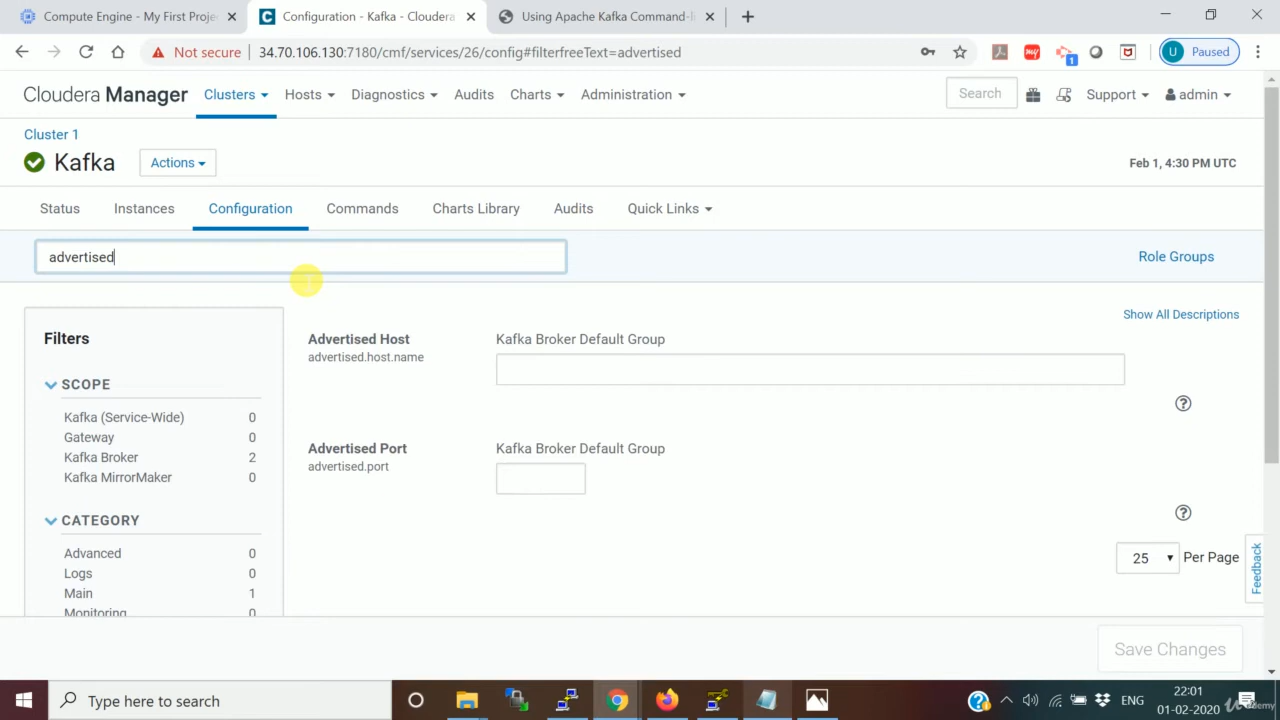 Compute Engine - My First Proje
Configuration - Kafka - Cloudera
Using Apache Kafka Command-li
Not secure
34.70.106.130:7180/cmf/services/26/config#filterfreeText=advertised
my
1
U Paused
Cloudera Manager
Clusters
Hosts
Diagnostics
Audits
Charts
Administration
Search
Support
admin
Cluster 1
Kafka
Actions
Feb 1, 4:30 PM UTC
Status
Instances
Configuration
Commands
Charts Library
Audits
Quick Links
advertised
Role Groups
Show All Descriptions
Filters
SCOPE
Kafka (Service-Wide) 0
Gateway 0
Kafka Broker 2
Kafka MirrorMaker 0
CATEGORY
Advanced 0
Logs 0
Main 1
Monitoring 0
Advertised Host
advertised.host.name
Kafka Broker Default Group
Advertised Port
advertised.port
Kafka Broker Default Group
25 Per Page
Feedback
Save Changes
Type here to search
ENG
22:01
01-02-2020
Udemy